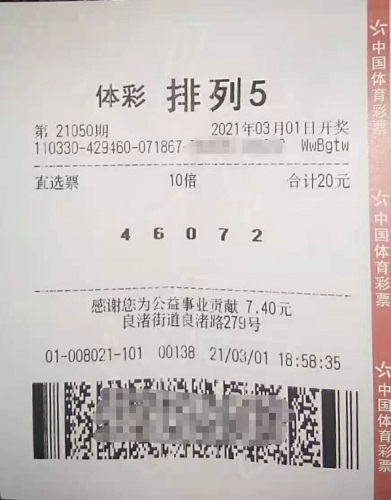 体彩 排列5
第 21050期 2021年03月01日开奖
110330-429460-071867 WwBgtw
直选票 10倍 合计20元
4 6 0 7 2
感谢您为公益事业贡献 7.40元
良渚街道良渚路279号
01-008021-101 00138 21/03/01 18:58:35
中国体育彩票
中国体育彩票
中国体育彩票